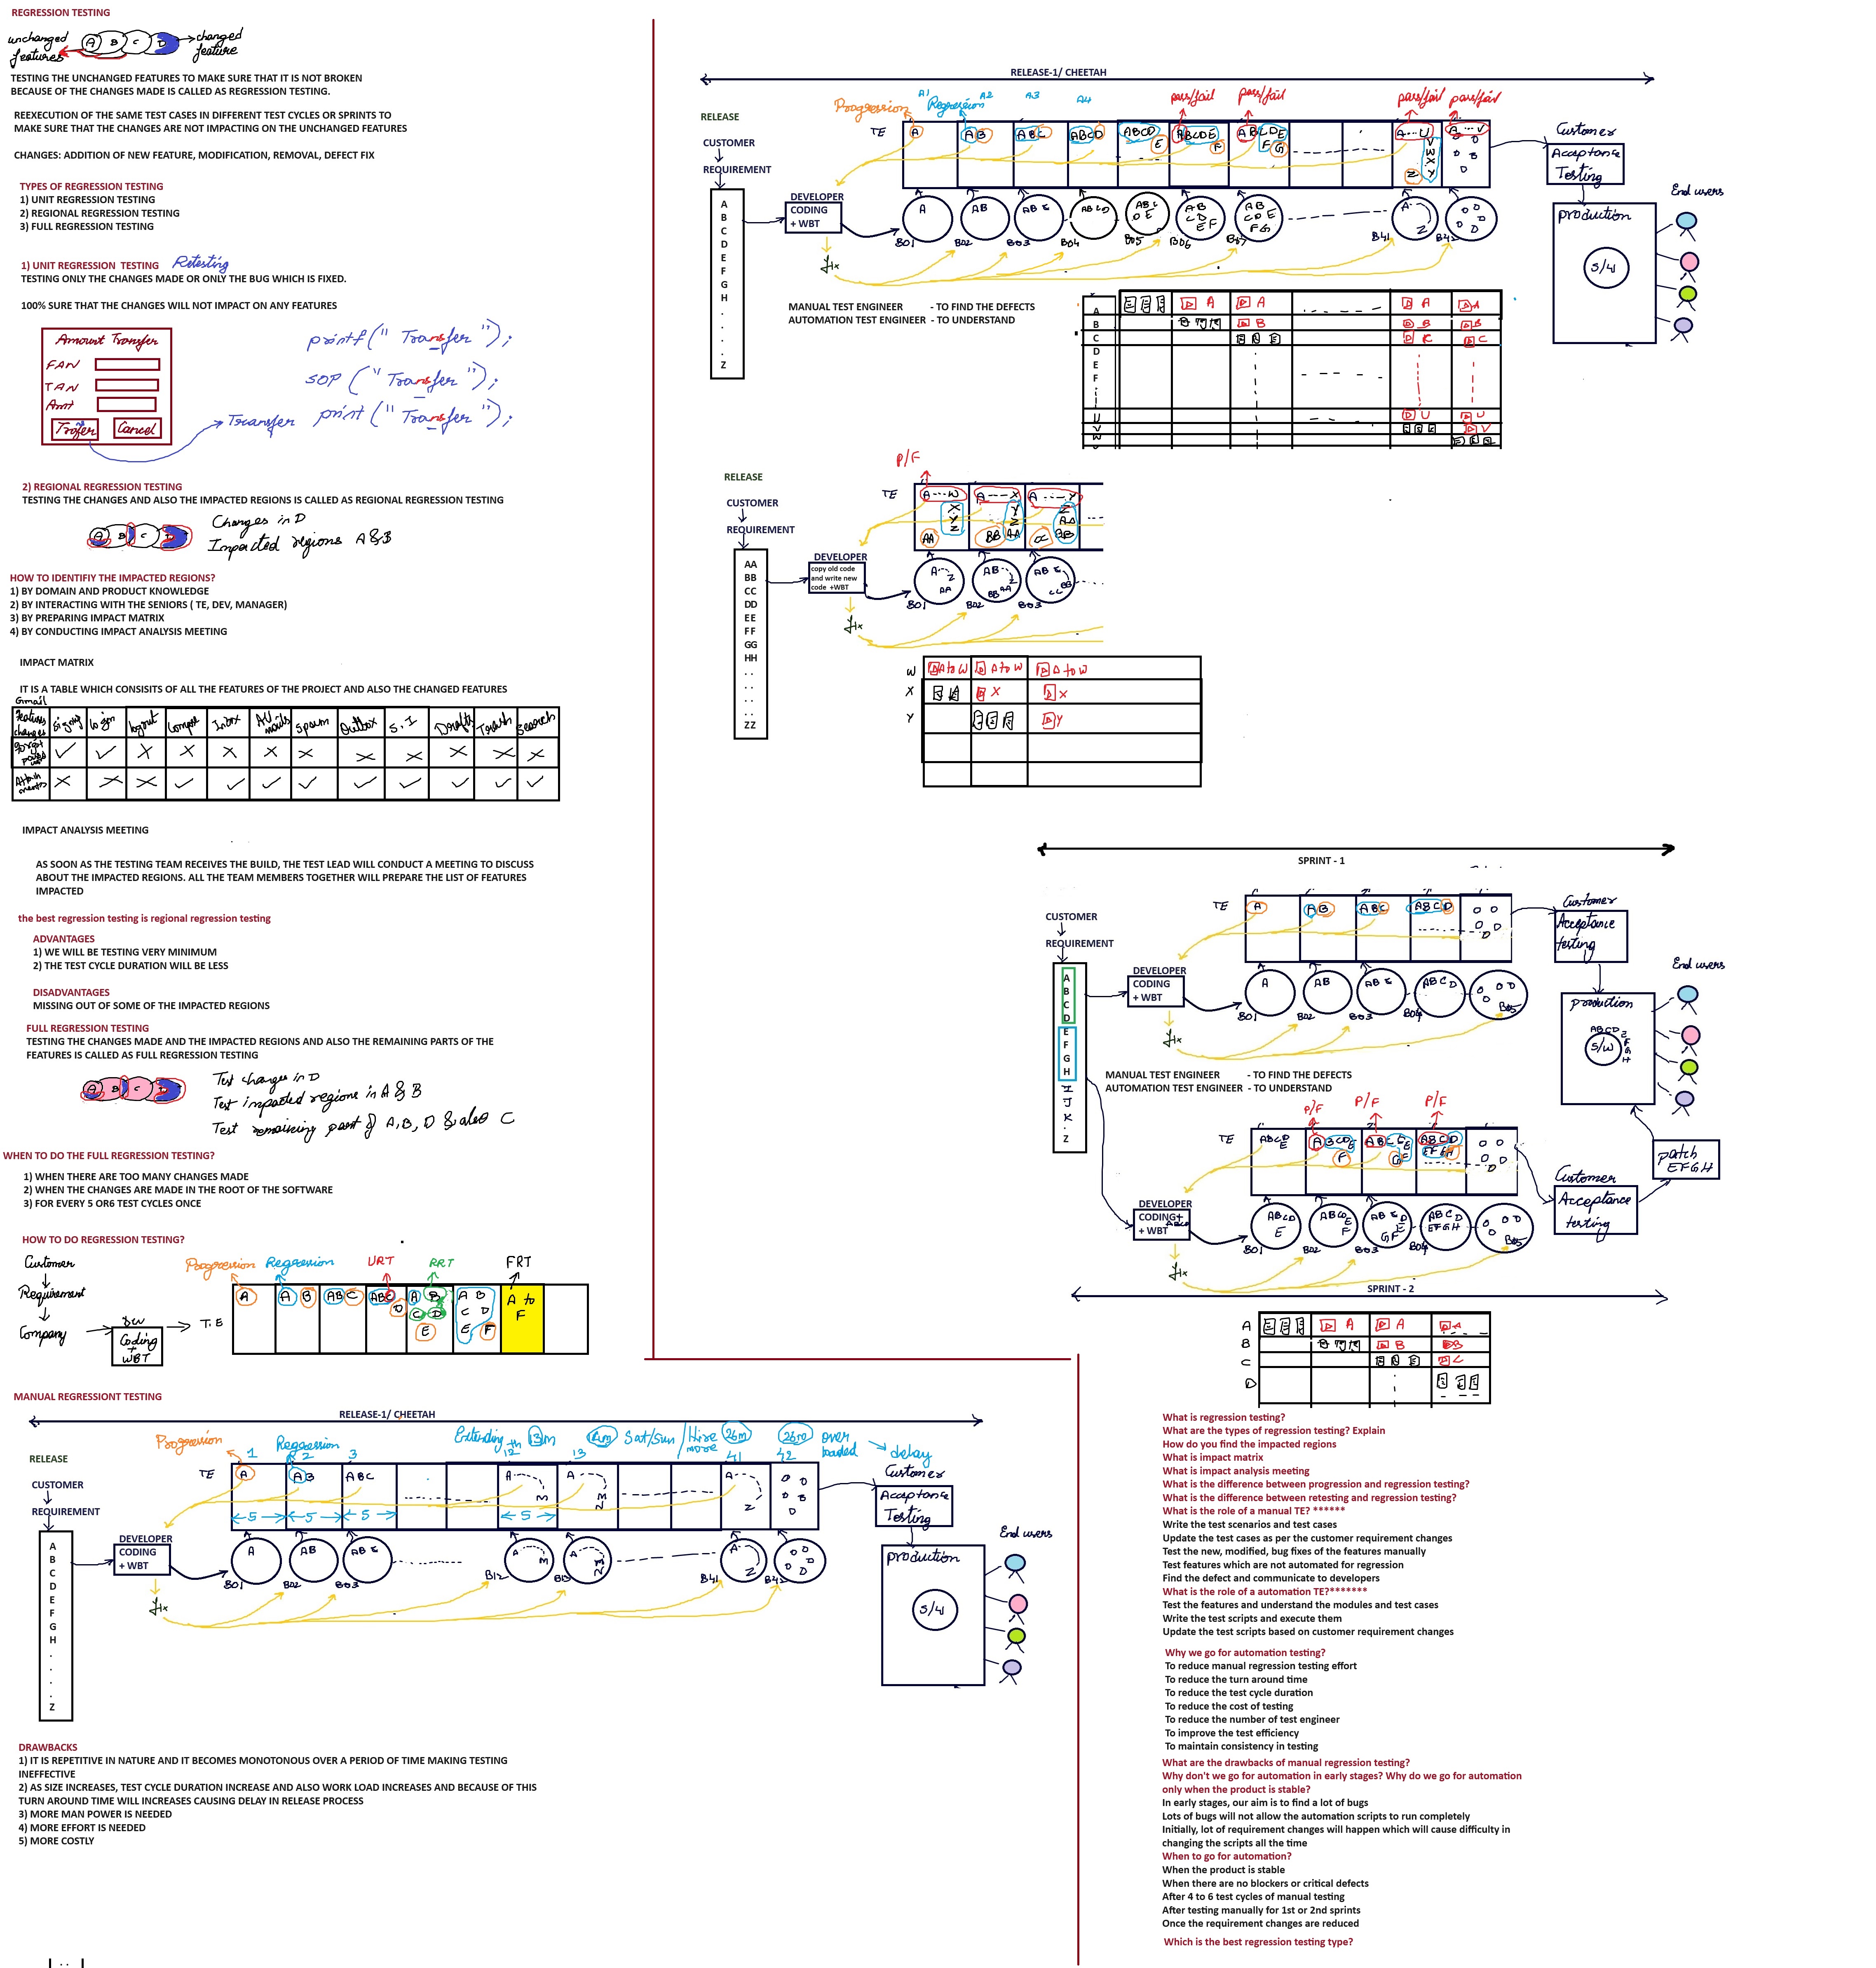 REGRESSION TESTING
unchanged features
A B C D
changed feature
TESTING THE UNCHANGED FEATURES TO MAKE SURE THAT IT IS NOT BROKEN
BECAUSE OF THE CHANGES MADE IS CALLED AS REGRESSION TESTING.
REEXECUTION OF THE SAME TEST CASES IN DIFFERENT TEST CYCLES OR SPRINTS TO
MAKE SURE THAT THE CHANGES ARE NOT IMPACTING ON THE UNCHANGED FEATURES
CHANGES: ADDITION OF NEW FEATURE, MODIFICATION, REMOVAL, DEFECT FIX
TYPES OF REGRESSION TESTING
1) UNIT REGRESSION TESTING
2) REGIONAL REGRESSION TESTING
3) FULL REGRESSION TESTING
1) UNIT REGRESSION TESTING Retesting
TESTING ONLY THE CHANGES MADE OR ONLY THE BUG WHICH IS FIXED.
100% SURE THAT THE CHANGES WILL NOT IMPACT ON ANY FEATURES
Amount Transfer
FAN
TAN
Amt
Trofer Cancel
Transfer
printf(" Transfer ");
SOP (" Transfer ");
print (" Transfer ");
2) REGIONAL REGRESSION TESTING
TESTING THE CHANGES AND ALSO THE IMPACTED REGIONS IS CALLED AS REGIONAL REGRESSION TESTING
A B C D
Changes in D
Impacted regions A & B
HOW TO IDENTIFIY THE IMPACTED REGIONS?
1) BY DOMAIN AND PRODUCT KNOWLEDGE
2) BY INTERACTING WITH THE SENIORS ( TE, DEV, MANAGER)
3) BY PREPARING IMPACT MATRIX
4) BY CONDUCTING IMPACT ANALYSIS MEETING
IMPACT MATRIX
IT IS A TABLE WHICH CONSISITS OF ALL THE FEATURES OF THE PROJECT AND ALSO THE CHANGED FEATURES
Gmail
Features changes Signup Login logout Compose Inbox All mails Spam Outbox S.I Drafts Trash Search
IMPACT ANALYSIS MEETING
AS SOON AS THE TESTING TEAM RECEIVES THE BUILD, THE TEST LEAD WILL CONDUCT A MEETING TO DISCUSS
ABOUT THE IMPACTED REGIONS. ALL THE TEAM MEMBERS TOGETHER WILL PREPARE THE LIST OF FEATURES
IMPACTED
the best regression testing is regional regression testing
ADVANTAGES
1) WE WILL BE TESTING VERY MINIMUM
2) THE TEST CYCLE DURATION WILL BE LESS
DISADVANTAGES
MISSING OUT OF SOME OF THE IMPACTED REGIONS
FULL REGRESSION TESTING
TESTING THE CHANGES MADE AND THE IMPACTED REGIONS AND ALSO THE REMAINING PARTS OF THE
FEATURES IS CALLED AS FULL REGRESSION TESTING
A B C D
Test changes in D
Test impacted regions in A & B
Test remaining part of A, B, D & also C
WHEN TO DO THE FULL REGRESSION TESTING?
1) WHEN THERE ARE TOO MANY CHANGES MADE
2) WHEN THE CHANGES ARE MADE IN THE ROOT OF THE SOFTWARE
3) FOR EVERY 5 OR6 TEST CYCLES ONCE
HOW TO DO REGRESSION TESTING?
Customer
Requirement
Company
Coding + WBT
T.E
Progression Regression URT RRT FRT
A
A B
ABC
ABC D
A B C D E
A B C D E F
A to F
MANUAL REGRESSIONT TESTING
RELEASE-1/ CHEETAH
Progression Regression
1 2 3
Extending 13m
12th 13
Sat/Sun / Hire more 26m
41 42
26m over loaded
delay
RELEASE
CUSTOMER
REQUIREMENT
TE
A
AB
ABC
5 5 5 5
A
B
C
D
E
F
G
H
.
.
.
.
Z
DEVELOPER
CODING
+ WBT
fix
B01 B02 B03 B12 B13 B41 B42
Customer
Acceptance
Testing
production
S/W
End users
DRAWBACKS
1) IT IS REPETITIVE IN NATURE AND IT BECOMES MONOTONOUS OVER A PERIOD OF TIME MAKING TESTING
INEFFECTIVE
2) AS SIZE INCREASES, TEST CYCLE DURATION INCREASE AND ALSO WORK LOAD INCREASES AND BECAUSE OF THIS
TURN AROUND TIME WILL INCREASES CAUSING DELAY IN RELEASE PROCESS
3) MORE MAN POWER IS NEEDED
4) MORE EFFORT IS NEEDED
5) MORE COSTLY
RELEASE-1/ CHEETAH
Progression
A1 A2 A3 A4
Regression
pass/fail pass/fail pass/fail pass/fail
RELEASE
CUSTOMER
REQUIREMENT
TE
A
AB
ABC
ABCD
ABCD E
ABCDE F
ABCDE F G
A
B
C
D
E
F
G
H
.
.
.
.
Z
DEVELOPER
CODING
+ WBT
fix
B01 B02 B03 B04 B05 B06 B07 B41 B42
Customer
Acceptance
Testing
production
S/W
End users
MANUAL TEST ENGINEER - TO FIND THE DEFECTS
AUTOMATION TEST ENGINEER - TO UNDERSTAND
A
B
C
D
E
F
U
V
W
P/F
RELEASE
CUSTOMER
REQUIREMENT
TE
A---W
X
Y
Z
AA
A---X
Y
Z
AA
BB
A---Y
AA
BB
BB
CC
DD
EE
FF
GG
HH
..
..
..
ZZ
DEVELOPER
copy old code
and write new
code +WBT
fix
B01 B02 B03
W A to W A to W A to W
X X X
Y Y
SPRINT - 1
CUSTOMER
REQUIREMENT
TE
A
AB
ABC
ABCD
A
B
C
D
E
F
G
H
I
J
K
.
Z
DEVELOPER
CODING
+ WBT
fix
B01 B02 B03 B04 B05
Customer
Acceptance
testing
production
ABCD
S/W
EFGH
End users
MANUAL TEST ENGINEER - TO FIND THE DEFECTS
AUTOMATION TEST ENGINEER - TO UNDERSTAND
P/F P/F P/F
TE
ABCD E
DEVELOPER
CODING+
+ WBT
fix
B01 B02 B03 B04 B05
Customer
Acceptance
testing
patch
EFGH
SPRINT - 2
A A A A
B B B
C C
D
What is regression testing?
What are the types of regression testing? Explain
How do you find the impacted regions
What is impact matrix
What is impact analysis meeting
What is the difference between progression and regression testing?
What is the difference between retesting and regression testing?
What is the role of a manual TE? ******
Write the test scenarios and test cases
Update the test cases as per the customer requirement changes
Test the new, modified, bug fixes of the features manually
Test features which are not automated for regression
Find the defect and communicate to developers
What is the role of a automation TE?*******
Test the features and understand the modules and test cases
Write the test scripts and execute them
Update the test scripts based on customer requirement changes
Why we go for automation testing?
To reduce manual regression testing effort
To reduce the turn around time
To reduce the test cycle duration
To reduce the cost of testing
To reduce the number of test engineer
To improve the test efficiency
To maintain consistency in testing
What are the drawbacks of manual regression testing?
Why don't we go for automation in early stages? Why do we go for automation
only when the product is stable?
In early stages, our aim is to find a lot of bugs
Lots of bugs will not allow the automation scripts to run completely
Initially, lot of requirement changes will happen which will cause difficulty in
changing the scripts all the time
When to go for automation?
When the product is stable
When there are no blockers or critical defects
After 4 to 6 test cycles of manual testing
After testing manually for 1st or 2nd sprints
Once the requirement changes are reduced
Which is the best regression testing type?